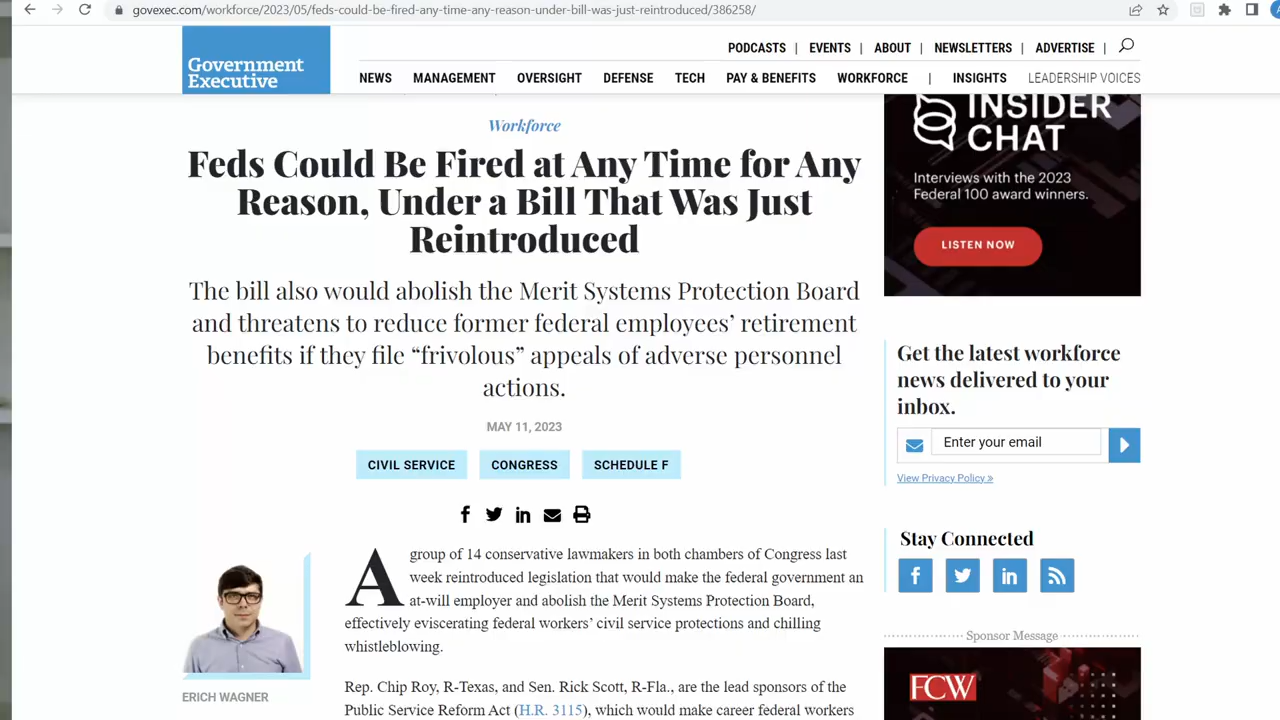 govexec.com/workforce/2023/05/feds-could-be-fired-any-time-any-reason-under-bill-was-just-reintroduced/386258/
Government
Executive
PODCASTS | EVENTS | ABOUT | NEWSLETTERS | ADVERTISE |
NEWS MANAGEMENT OVERSIGHT DEFENSE TECH PAY & BENEFITS WORKFORCE | INSIGHTS LEADERSHIP VOICES
Workforce
Feds Could Be Fired at Any Time for Any
Reason, Under a Bill That Was Just
Reintroduced
The bill also would abolish the Merit Systems Protection Board
and threatens to reduce former federal employees’ retirement
benefits if they file “frivolous” appeals of adverse personnel
actions.
MAY 11, 2023
CIVIL SERVICE CONGRESS SCHEDULE F
A group of 14 conservative lawmakers in both chambers of Congress last
week reintroduced legislation that would make the federal government an
at-will employer and abolish the Merit Systems Protection Board,
effectively eviscerating federal workers’ civil service protections and chilling
whistleblowing.
ERICH WAGNER
Rep. Chip Roy, R-Texas, and Sen. Rick Scott, R-Fla., are the lead sponsors of the
Public Service Reform Act (H.R. 3115), which would make career federal workers
INSIDER
CHAT
Interviews with the 2023
Federal 100 award winners.
LISTEN NOW
Get the latest workforce
news delivered to your
inbox.
Enter your email
View Privacy Policy »
Stay Connected
Sponsor Message
FCW